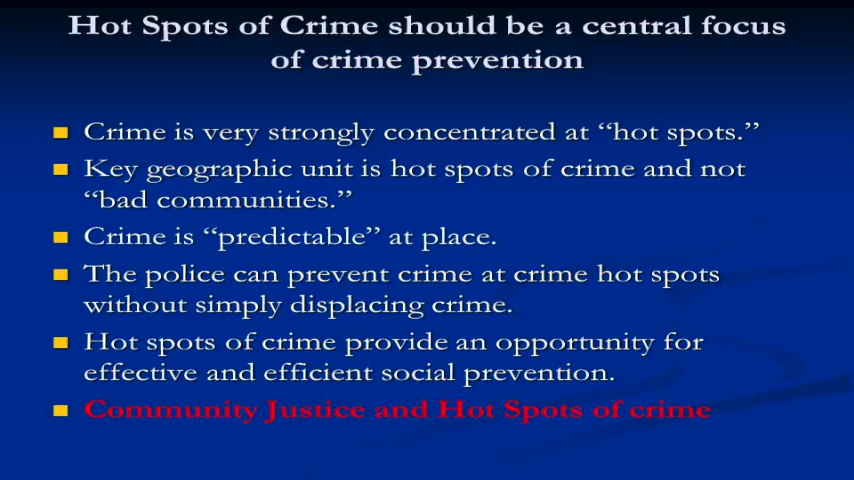 Hot Spots of Crime should be a central focus
of crime prevention
Crime is very strongly concentrated at “hot spots.”
Key geographic unit is hot spots of crime and not
“bad communities.”
Crime is “predictable” at place.
The police can prevent crime at crime hot spots
without simply displacing crime.
Hot spots of crime provide an opportunity for
effective and efficient social prevention.
Community Justice and Hot Spots of crime